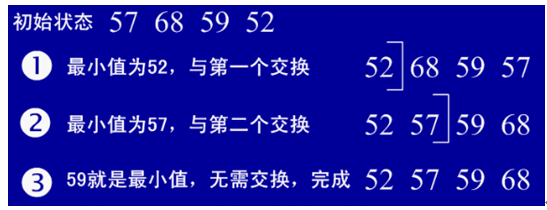 初始状态 57 68 59 52
❶ 最小值为52，与第一个交换 52] 68 59 57
❷ 最小值为57，与第二个交换 52 57] 59 68
❸ 59就是最小值，无需交换，完成 52 57 59 68